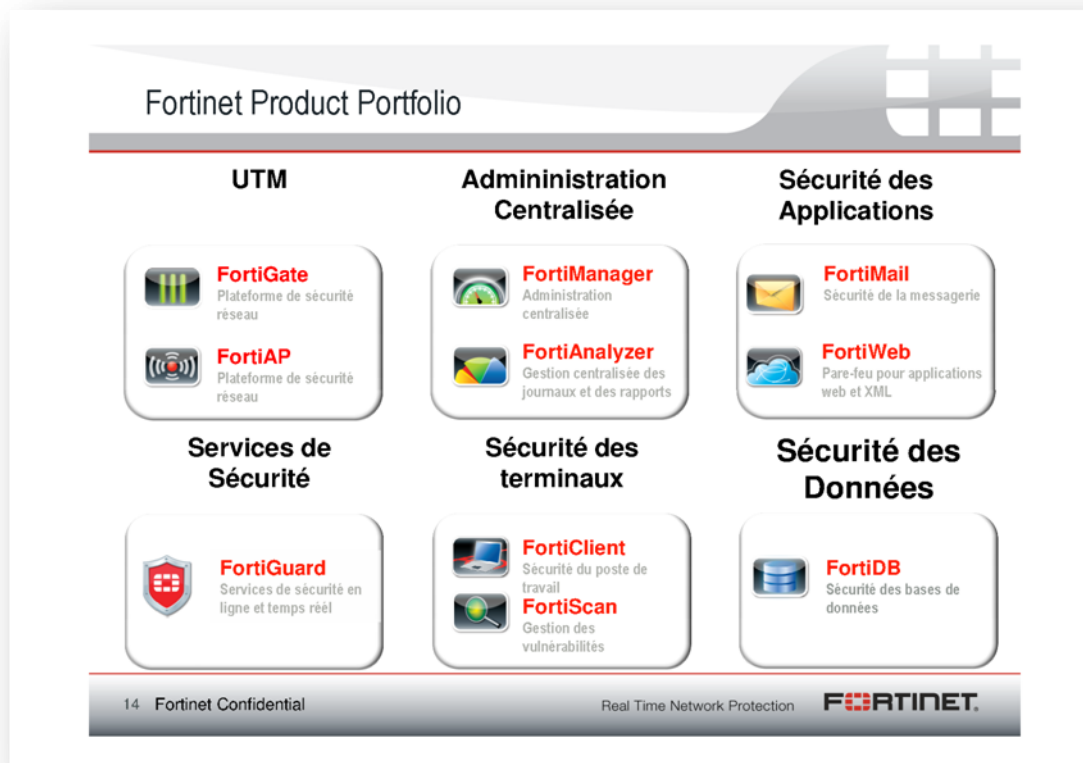 Fortinet Product Portfolio
UTM
FortiGate
Plateforme de sécurité
réseau
FortiAP
Plateforme de sécurité
réseau
Admininistration
Centralisée
FortiManager
Administration
centralisée
FortiAnalyzer
Gestion centralisée des
journaux et des rapports
Sécurité des
Applications
FortiMail
Sécurité de la messagerie
FortiWeb
Pare-feu pour applications
web et XML
Services de
Sécurité
FortiGuard
Services de sécurité en
ligne et temps réèl
Sécurité des
terminaux
FortiClient
Sécurité du poste de
travail
FortiScan
Gestion des
vulnérabilités
Sécurité des
Données
FortiDB
Sécurité des bases de
données
14 Fortinet Confidential
Real Time Network Protection
FORTINET.